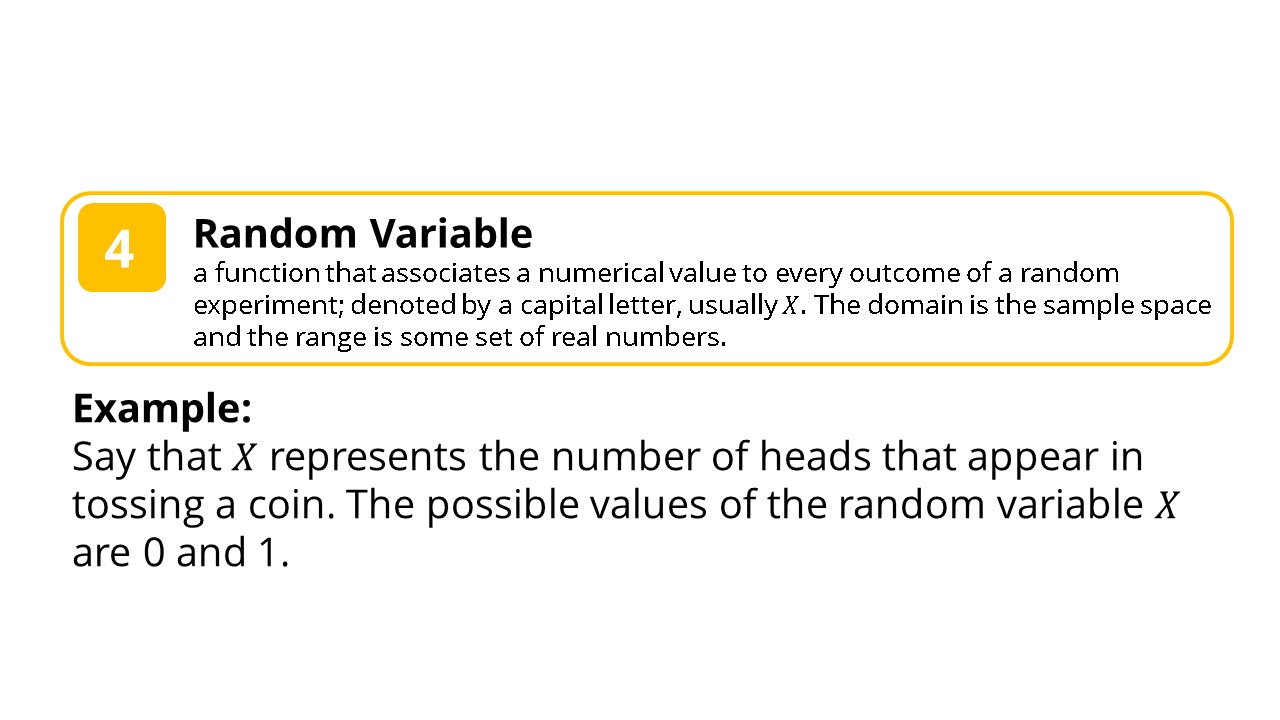 4
Random Variable
a function that associates a numerical value to every outcome of a random
experiment; denoted by a capital letter, usually X. The domain is the sample space
and the range is some set of real numbers.
Example:
Say that X represents the number of heads that appear in
tossing a coin. The possible values of the random variable X
are 0 and 1.